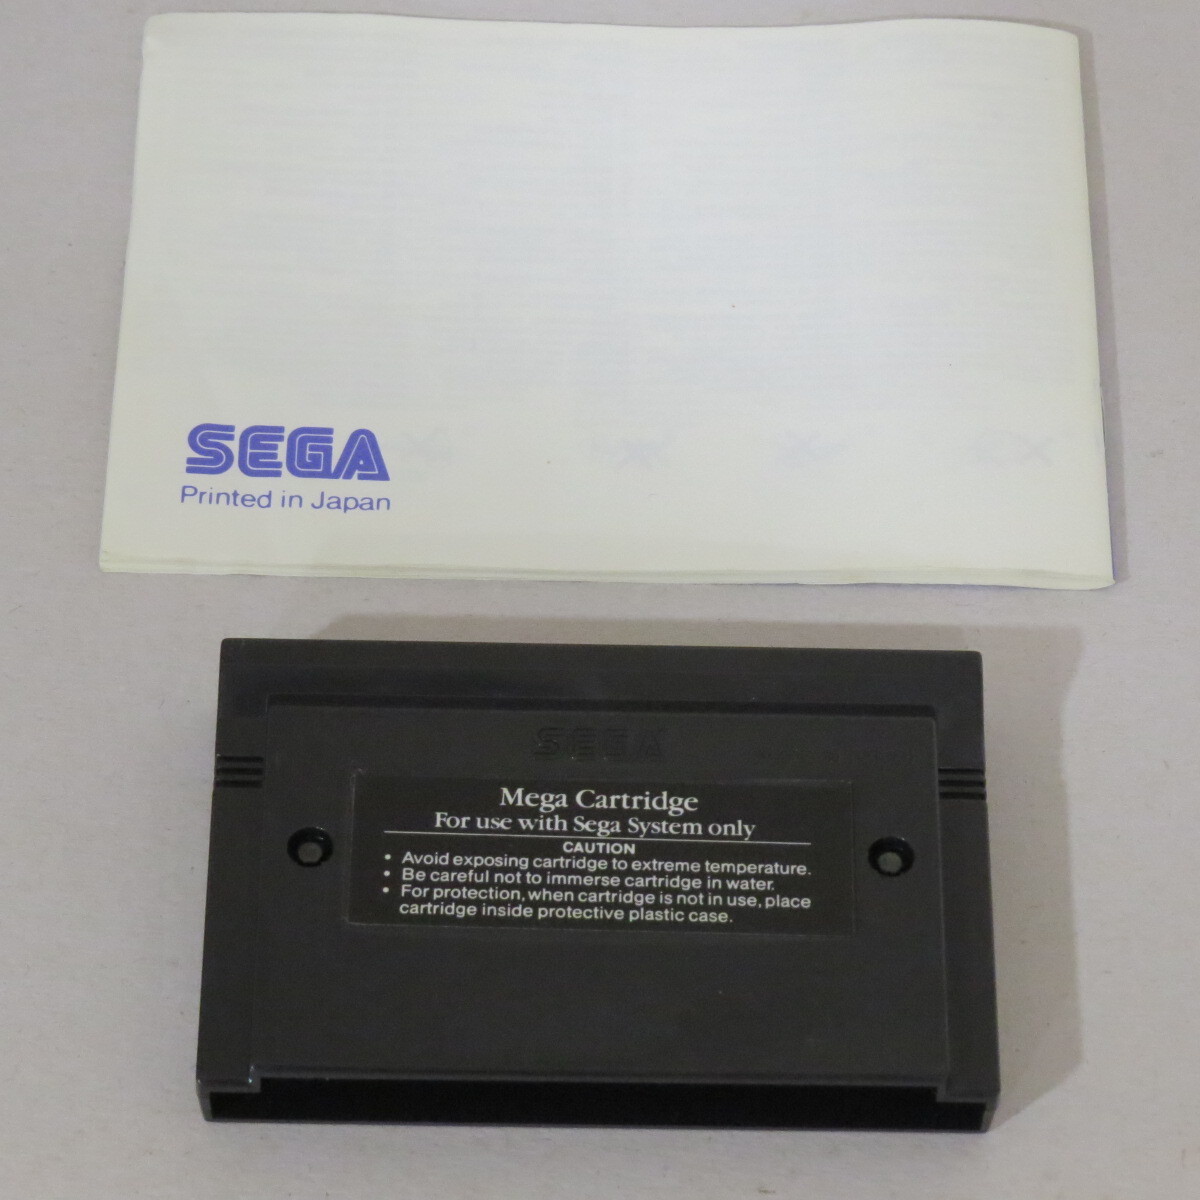 SEGA
Printed in Japan
SEGA
Mega Cartridge
For use with Sega System only
CAUTION
• Avoid exposing cartridge to extreme temperature.
• Be careful not to immerse cartridge in water.
• For protection, when cartridge is not in use, place
cartridge inside protective plastic case.